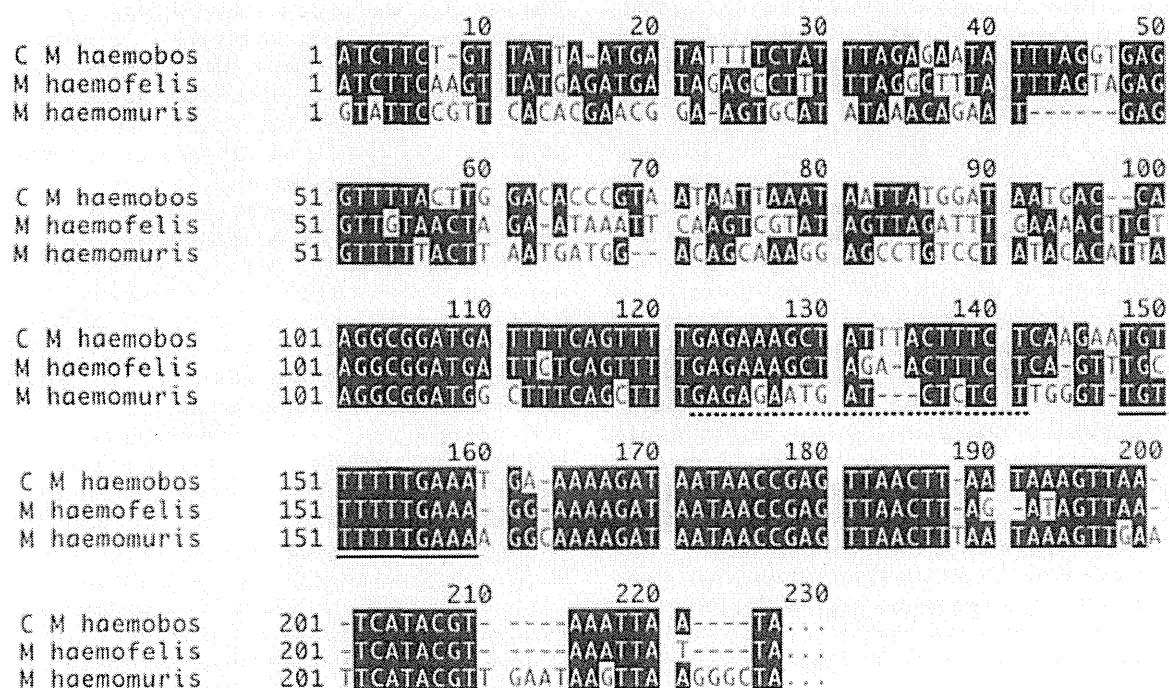 10 20 30 40 50
C M haemobos 1 ATCTTCT-GT TATTA-ATGA TATTTTCTAT TTAGAGAATA TTTAGGTGAG
M haemofelis 1 ATCTTCAAGT TATGAGATGA TAGAGCCTTT TTAGGCTTTA TTTAGTAGAG
M haemomuris 1 GTATTCCGTT CACACGAACG GA-AGTGCAT ATAAACAGAA T------GAG
60 70 80 90 100
C M haemobos 51 GTTTTACTTG GACACCCGTA ATAATTAAAT AATTATGGAT AATGAC--CA
M haemofelis 51 GTTGTAACTA GA-ATAAATT CAAGTCGTAT AGTTAGATTT GAAAACTTCT
M haemomuris 51 GTTTTTACTT AATGATGG-- ACAGCAAAGG AGCCTGTCCT ATACACATTA
110 120 130 140 150
C M haemobos 101 AGGCGGATGA TTTTCAGTTT TGAGAAAGCT ATTTACTTTC TCAAGAATGT
M haemofelis 101 AGGCGGATGA TTCTCAGTTT TGAGAAAGCT AGA-ACTTTC TCA-GTTTGC
M haemomuris 101 AGGCGGATGG CTTTCAGCTT TGAGAGAATG AT---CTCTC TTGGGT-TGT
160 170 180 190 200
C M haemobos 151 TTTTTGAAAT GA-AAAAGAT AATAACCGAG TTAACTT-AA TAAAGTTAA-
M haemofelis 151 TTTTTGAAA- GG-AAAAGAT AATAACCGAG TTAACTT-AG -ATAGTTAA-
M haemomuris 151 TTTTTGAAAA GGCAAAAGAT AATAACCGAG TTAACTTTAA TAAAGTTGAA
210 220 230
C M haemobos 201 -TCATACGT- ----AAATTA A----TA...
M haemofelis 201 -TCATACGT- ----AAATTA T----TA...
M haemomuris 201 TTCATACGTT GAATAAGTTA AGGGCTA...